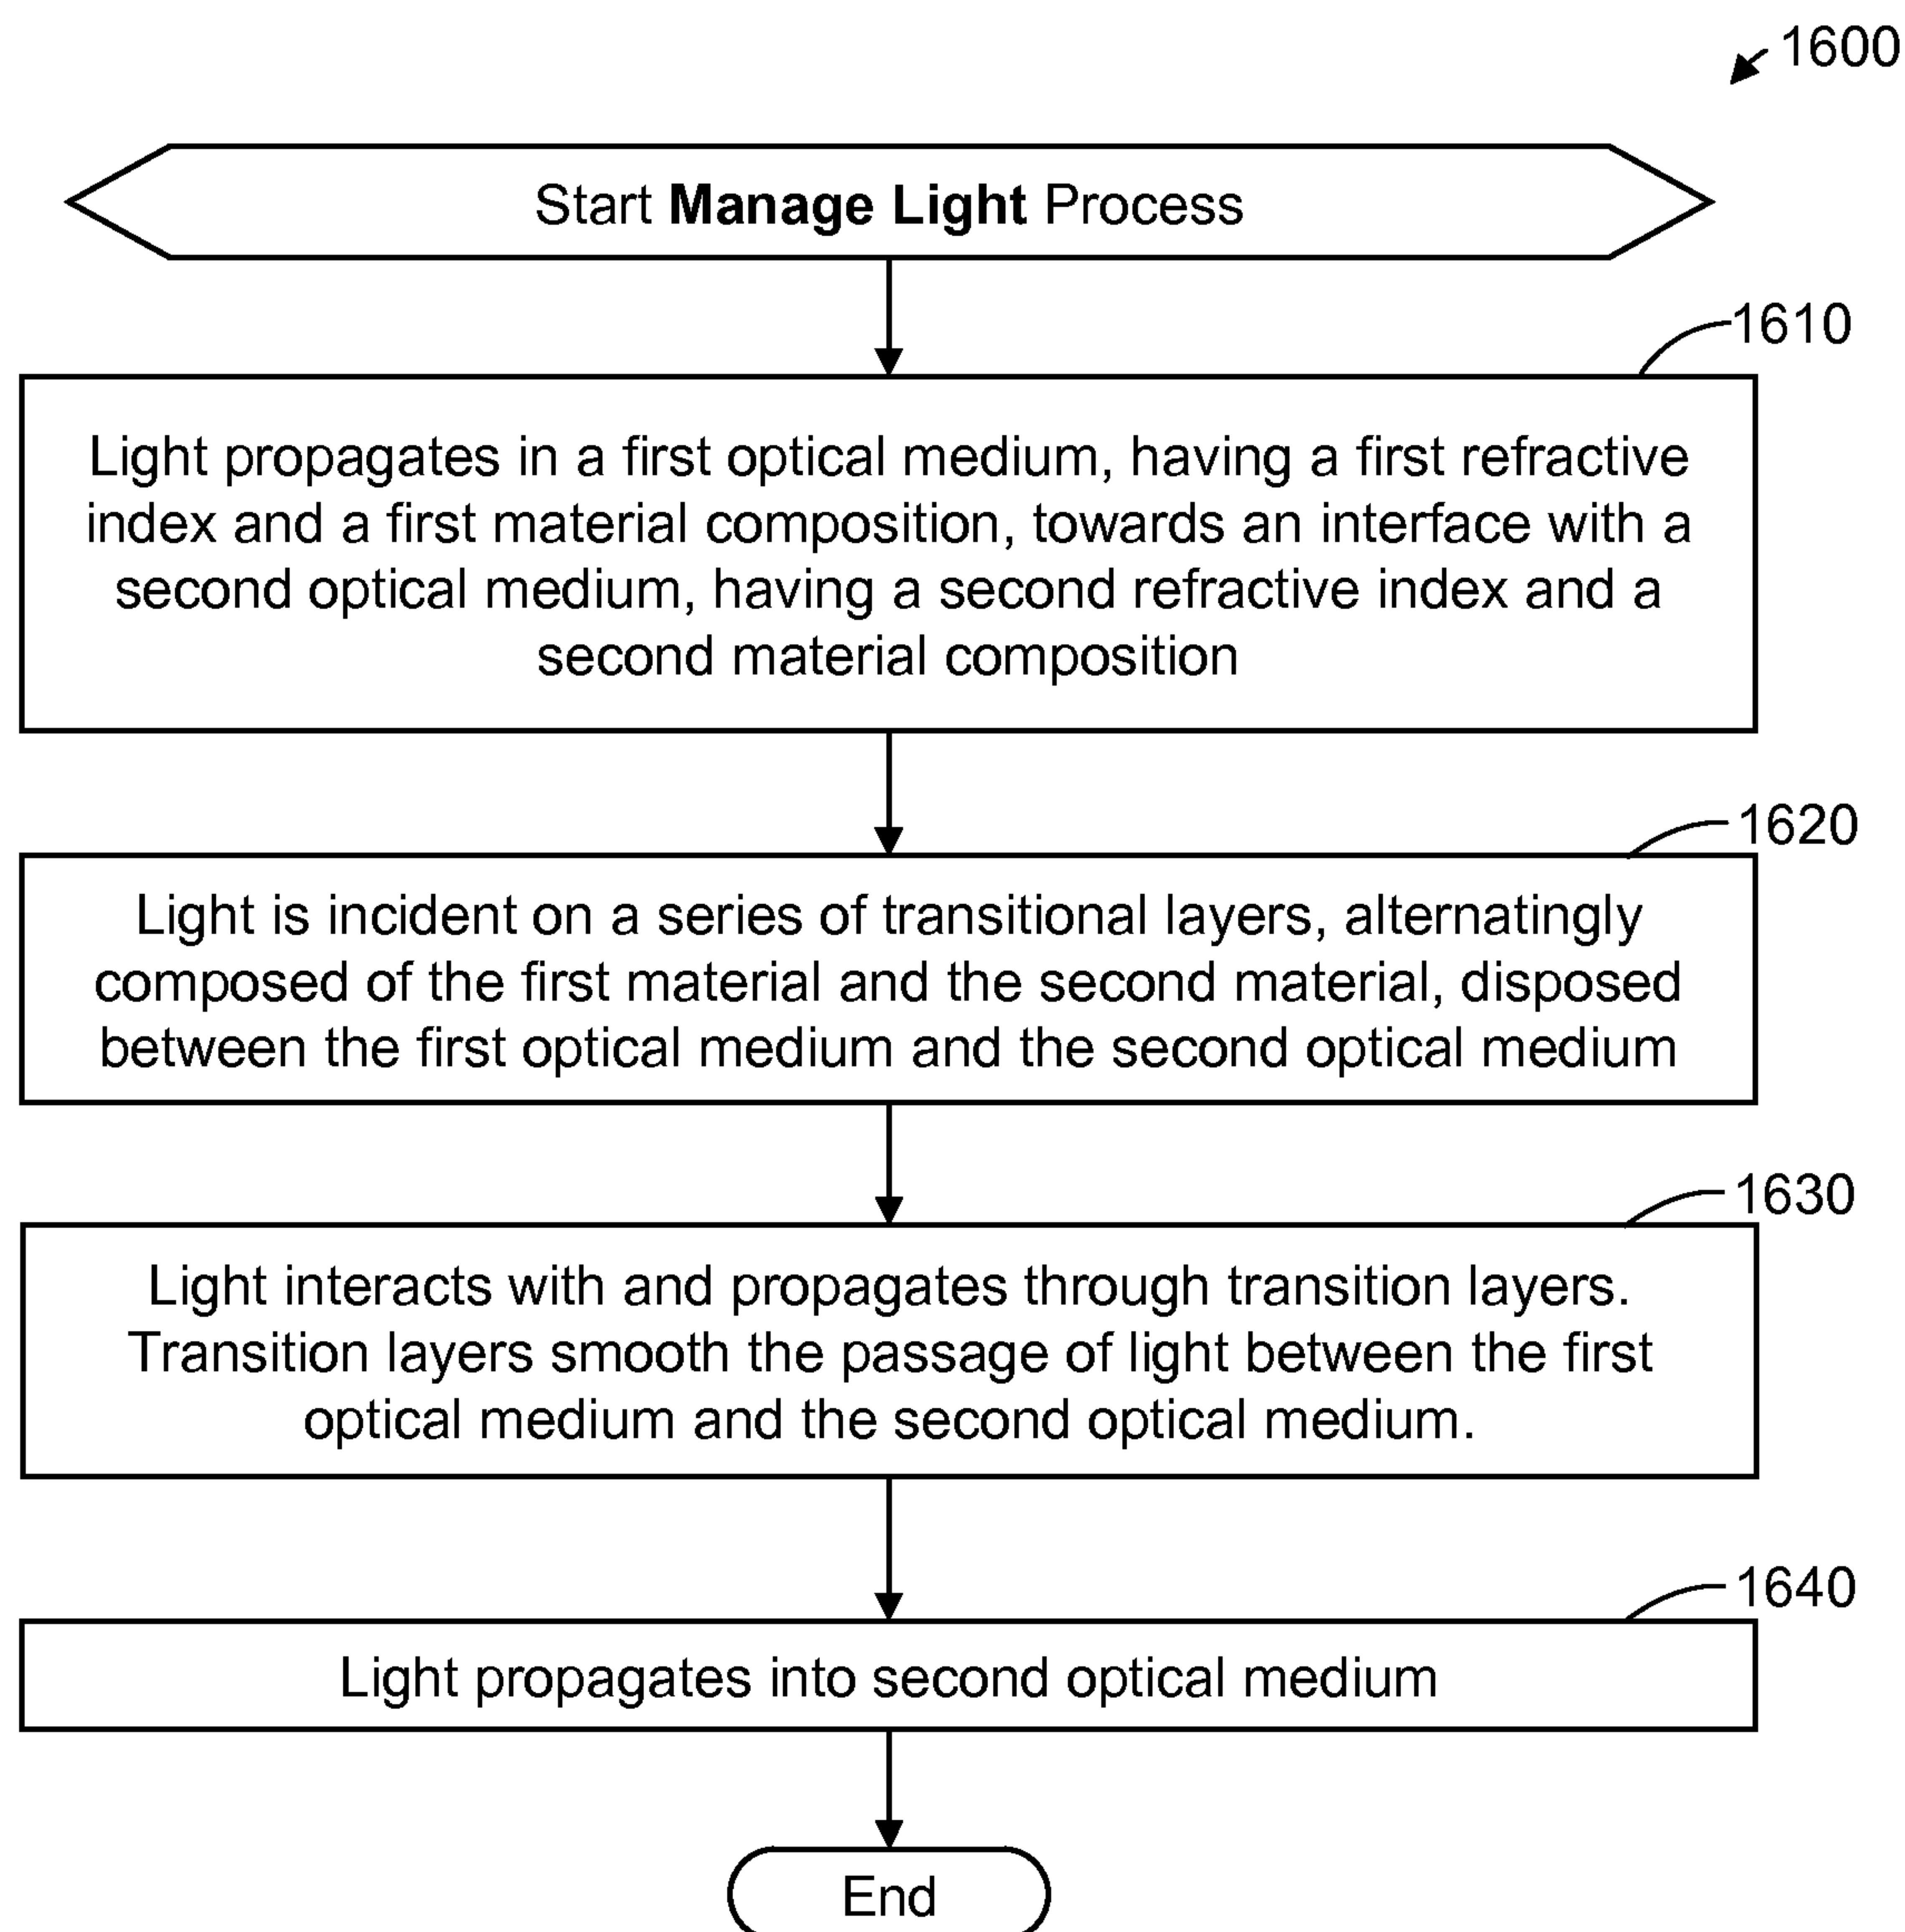 1600
Start Manage Light Process
1610
Light propagates in a first optical medium, having a first refractive
index and a first material composition, towards an interface with a
second optical medium, having a second refractive index and a
second material composition
1620
Light is incident on a series of transitional layers, alternatingly
composed of the first material and the second material, disposed
between the first optical medium and the second optical medium
1630
Light interacts with and propagates through transition layers.
Transition layers smooth the passage of light between the first
optical medium and the second optical medium.
1640
Light propagates into second optical medium
End